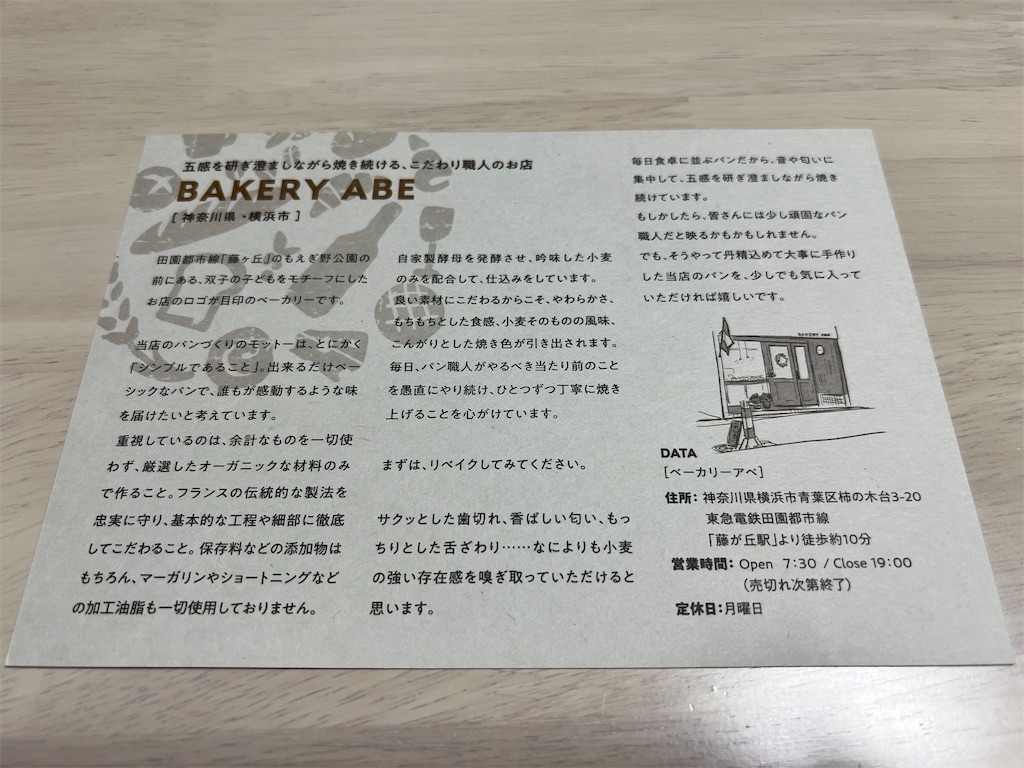 五感を研ぎ澄ましながら焼き続ける、こだわり職人のお店
BAKERY ABE
[ 神奈川県・横浜市 ]
田園都市線「藤ヶ丘」のもえぎ野公園の
前にある、双子の子どもをモチーフにした
お店のロゴが目印のベーカリーです。
当店のパンづくりのモットーは、とにかく
「シンプルであること」。出来るだけベー
シックなパンで、誰もが感動するような味
を届けたいと考えています。
重視しているのは、余計なものを一切使
わず、厳選したオーガニックな材料のみ
で作ること。フランスの伝統的な製法を
忠実に守り、基本的な工程や細部に徹底
してこだわること。保存料などの添加物は
もちろん、マーガリンやショートニングなど
の加工油脂も一切使用しておりません。
自家製酵母を発酵させ、吟味した小麦
のみを配合して、仕込みをしています。
良い素材にこだわるからこそ、やわらかさ、
もちもちとした食感、小麦そのものの風味、
こんがりとした焼き色が引き出されます。
毎日、パン職人がやるべき当たり前のこと
を愚直にやり続け、ひとつずつ丁寧に焼き
上げることを心がけています。
まずは、リベイクしてみてください。
サクッとした歯切れ、香ばしい匂い、もっ
ちりとした舌ざわり……なによりも小麦
の強い存在感を嗅ぎ取っていただけると
思います。
毎日食卓に並ぶパンだから、音や匂いに
集中して、五感を研ぎ澄ましながら焼き
続けています。
もしかしたら、皆さんには少し頑固なパン
職人だと映るかもかもしれません。
でも、そうやって丹精込めて大事に手作り
した当店のパンを、少しでも気に入って
いただければ嬉しいです。
BAKERY ABE
DATA
[ベーカリーアベ]
住所：神奈川県横浜市青葉区柿の木台3-20
東急電鉄田園都市線
「藤が丘駅」より徒歩約10分
営業時間：Open 7:30 / Close 19:00
（売切れ次第終了）
定休日：月曜日